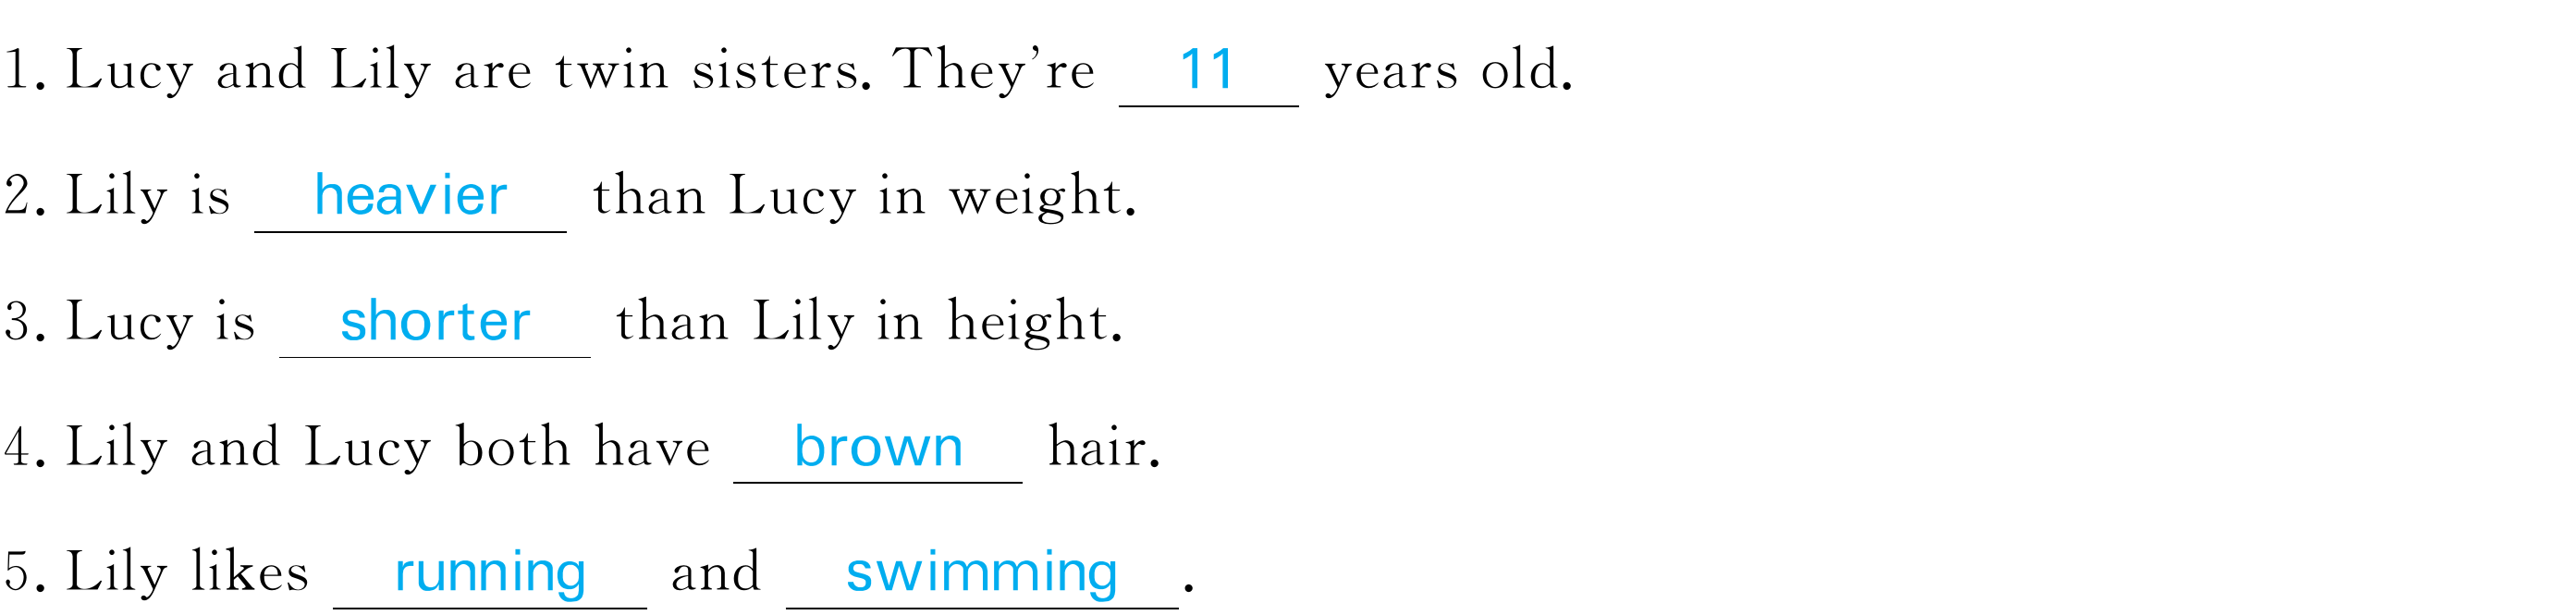 1. Lucy and Lily are twin sisters. They're 11 years old.
2. Lily is heavier than Lucy in weight.
3. Lucy is shorter than Lily in height.
4. Lily and Lucy both have brown hair.
5. Lily likes running and swimming.